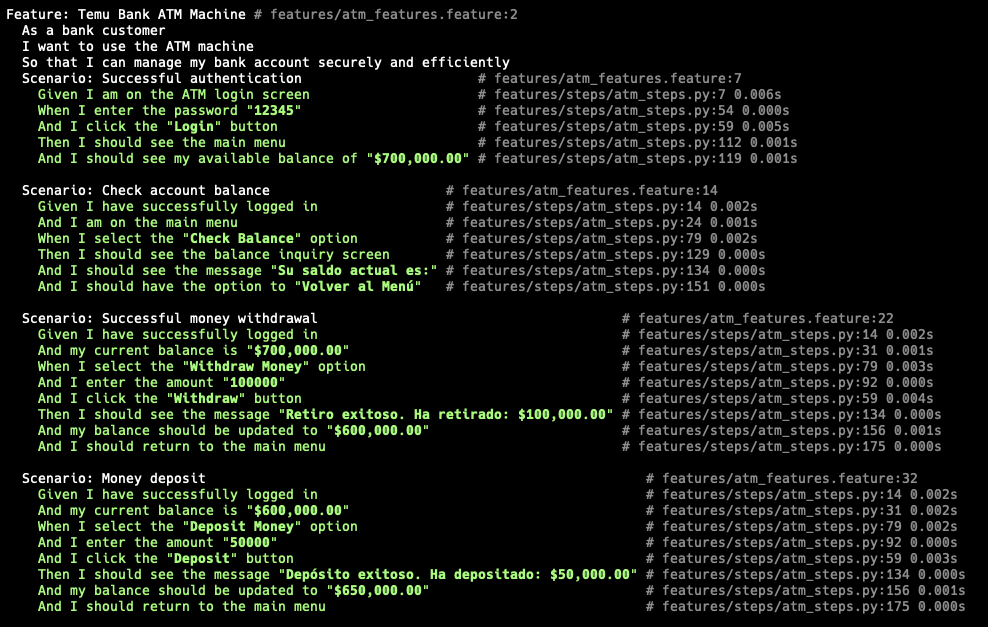 Feature: Temu Bank ATM Machine # features/atm_features.feature:2
As a bank customer
I want to use the ATM machine
So that I can manage my bank account securely and efficiently
Scenario: Successful authentication # features/atm_features.feature:7
Given I am on the ATM login screen # features/steps/atm_steps.py:7 0.006s
When I enter the password "12345" # features/steps/atm_steps.py:54 0.000s
And I click the "Login" button # features/steps/atm_steps.py:59 0.005s
Then I should see the main menu # features/steps/atm_steps.py:112 0.001s
And I should see my available balance of "$700,000.00" # features/steps/atm_steps.py:119 0.001s

Scenario: Check account balance # features/atm_features.feature:14
Given I have successfully logged in # features/steps/atm_steps.py:14 0.002s
And I am on the main menu # features/steps/atm_steps.py:24 0.001s
When I select the "Check Balance" option # features/steps/atm_steps.py:79 0.002s
Then I should see the balance inquiry screen # features/steps/atm_steps.py:129 0.000s
And I should see the message "Su saldo actual es:" # features/steps/atm_steps.py:134 0.000s
And I should have the option to "Volver al Menú" # features/steps/atm_steps.py:151 0.000s

Scenario: Successful money withdrawal # features/atm_features.feature:22
Given I have successfully logged in # features/steps/atm_steps.py:14 0.002s
And my current balance is "$700,000.00" # features/steps/atm_steps.py:31 0.001s
When I select the "Withdraw Money" option # features/steps/atm_steps.py:79 0.003s
And I enter the amount "100000" # features/steps/atm_steps.py:92 0.000s
And I click the "Withdraw" button # features/steps/atm_steps.py:59 0.004s
Then I should see the message "Retiro exitoso. Ha retirado: $100,000.00" # features/steps/atm_steps.py:134 0.000s
And my balance should be updated to "$600,000.00" # features/steps/atm_steps.py:156 0.001s
And I should return to the main menu # features/steps/atm_steps.py:175 0.000s

Scenario: Money deposit # features/atm_features.feature:32
Given I have successfully logged in # features/steps/atm_steps.py:14 0.002s
And my current balance is "$600,000.00" # features/steps/atm_steps.py:31 0.002s
When I select the "Deposit Money" option # features/steps/atm_steps.py:79 0.002s
And I enter the amount "50000" # features/steps/atm_steps.py:92 0.000s
And I click the "Deposit" button # features/steps/atm_steps.py:59 0.003s
Then I should see the message "Depósito exitoso. Ha depositado: $50,000.00" # features/steps/atm_steps.py:134 0.000s
And my balance should be updated to "$650,000.00" # features/steps/atm_steps.py:156 0.001s
And I should return to the main menu # features/steps/atm_steps.py:175 0.000s